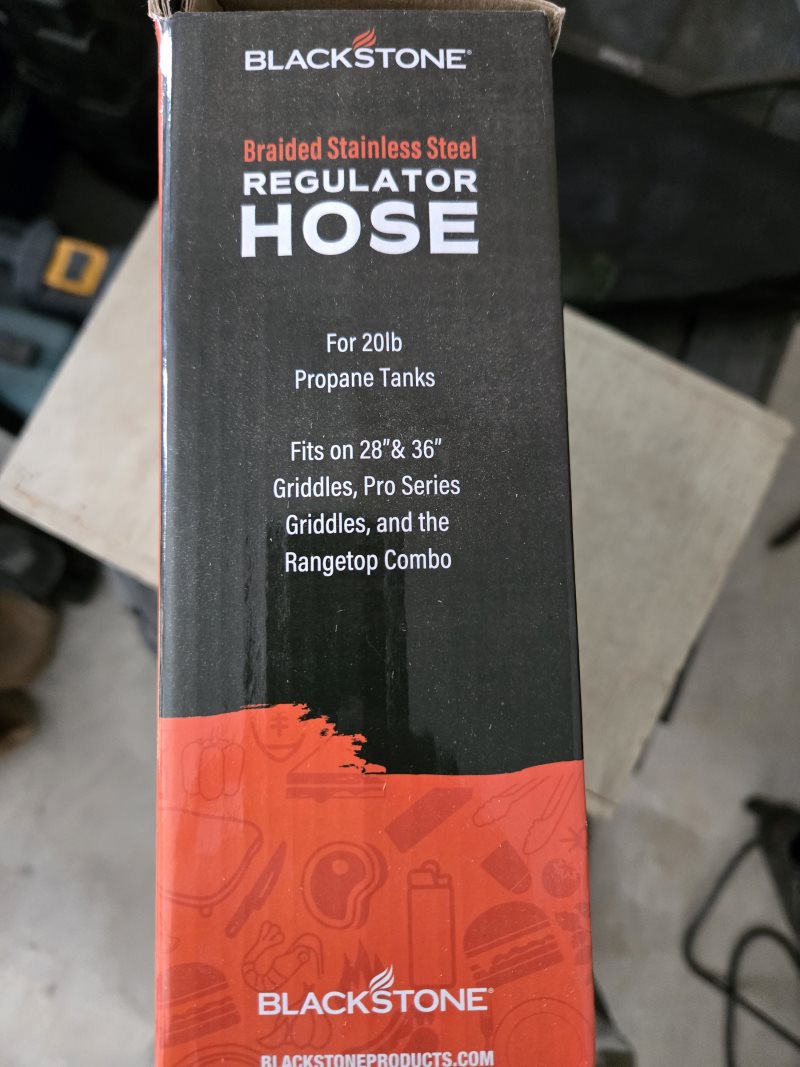 BLACKSTONE®
Braided Stainless Steel
REGULATOR
HOSE
For 20lb
Propane Tanks
Fits on 28”& 36”
Griddles, Pro Series
Griddles, and the
Rangetop Combo
BLACKSTONE®
BLACKSTONEPRODUCTS.COM